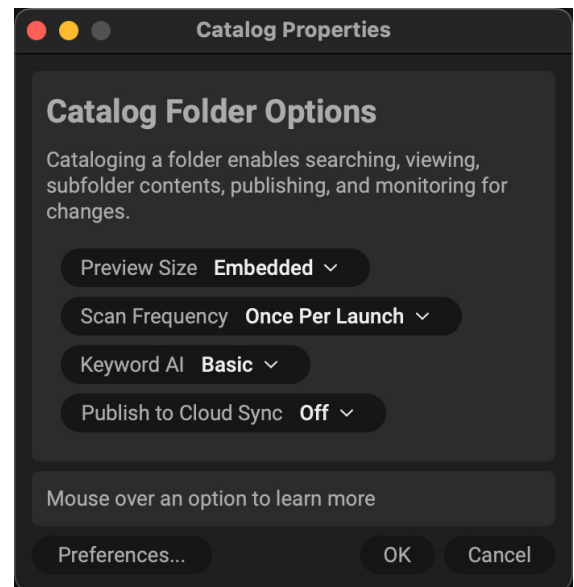 Catalog Properties
Catalog Folder Options
Cataloging a folder enables searching, viewing,
subfolder contents, publishing, and monitoring for
changes.
Preview Size Embedded
Scan Frequency Once Per Launch
Keyword AI Basic
Publish to Cloud Sync Off
Mouse over an option to learn more
Preferences... OK Cancel